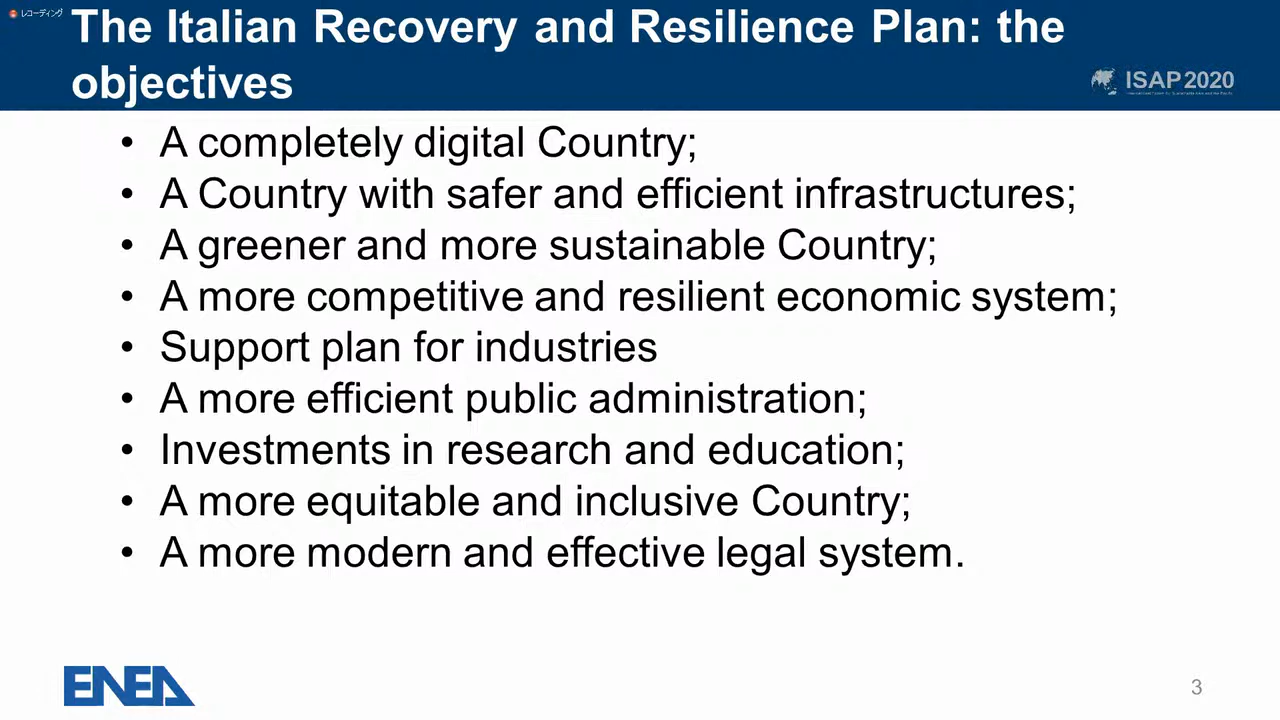 レコーディング
The Italian Recovery and Resilience Plan: the
objectives
ISAP 2020
• A completely digital Country;
• A Country with safer and efficient infrastructures;
• A greener and more sustainable Country;
• A more competitive and resilient economic system;
• Support plan for industries
• A more efficient public administration;
• Investments in research and education;
• A more equitable and inclusive Country;
• A more modern and effective legal system.
ENEA
3